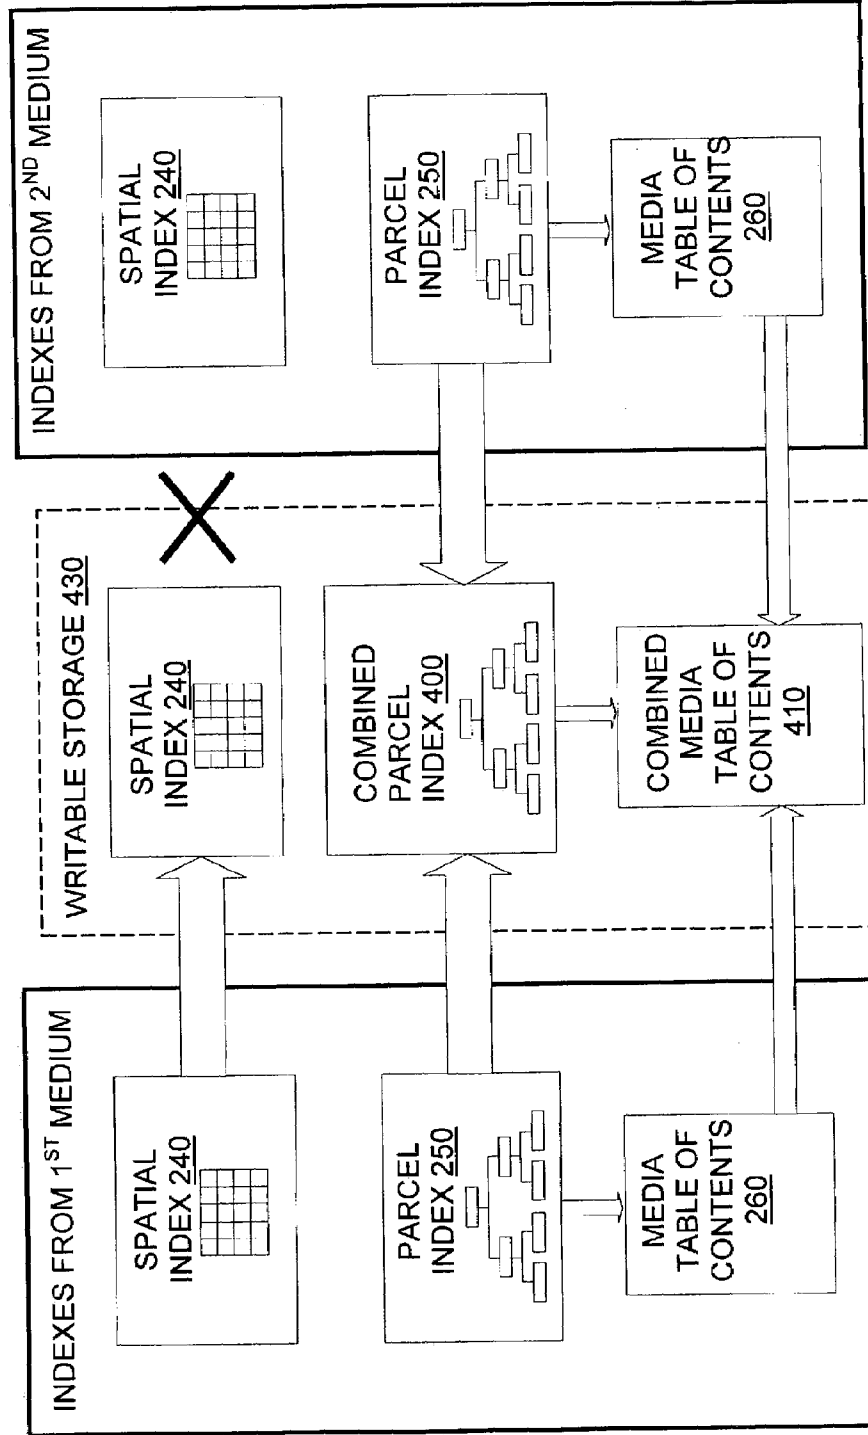 INDEXES FROM 1ST MEDIUM
SPATIAL
INDEX 240
PARCEL
INDEX 250
MEDIA
TABLE OF
CONTENTS
260
WRITABLE STORAGE 430
SPATIAL
INDEX 240
COMBINED
PARCEL
INDEX 400
COMBINED
MEDIA
TABLE OF
CONTENTS
410
INDEXES FROM 2ND MEDIUM
SPATIAL
INDEX 240
PARCEL
INDEX 250
MEDIA
TABLE OF
CONTENTS
260